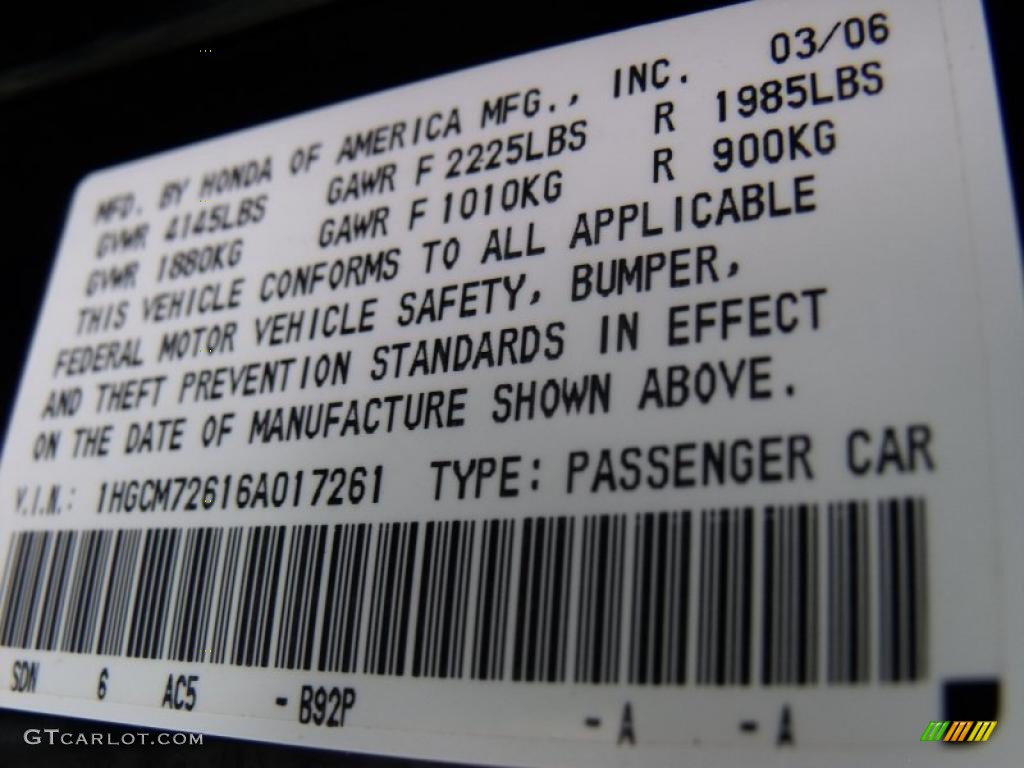 MFD. BY HONDA OF AMERICA MFG., INC. 03/06
GVWR 4145LBS GAWR F 2225LBS R 1985LBS
GVWR 1880KG GAWR F 1010KG R 900KG
THIS VEHICLE CONFORMS TO ALL APPLICABLE
FEDERAL MOTOR VEHICLE SAFETY, BUMPER,
AND THEFT PREVENTION STANDARDS IN EFFECT
ON THE DATE OF MANUFACTURE SHOWN ABOVE.
V.I.N.: 1HGCM72616A017261 TYPE: PASSENGER CAR
SDN 6 AC5 - B92P - A - A
GTCARLOT.COM